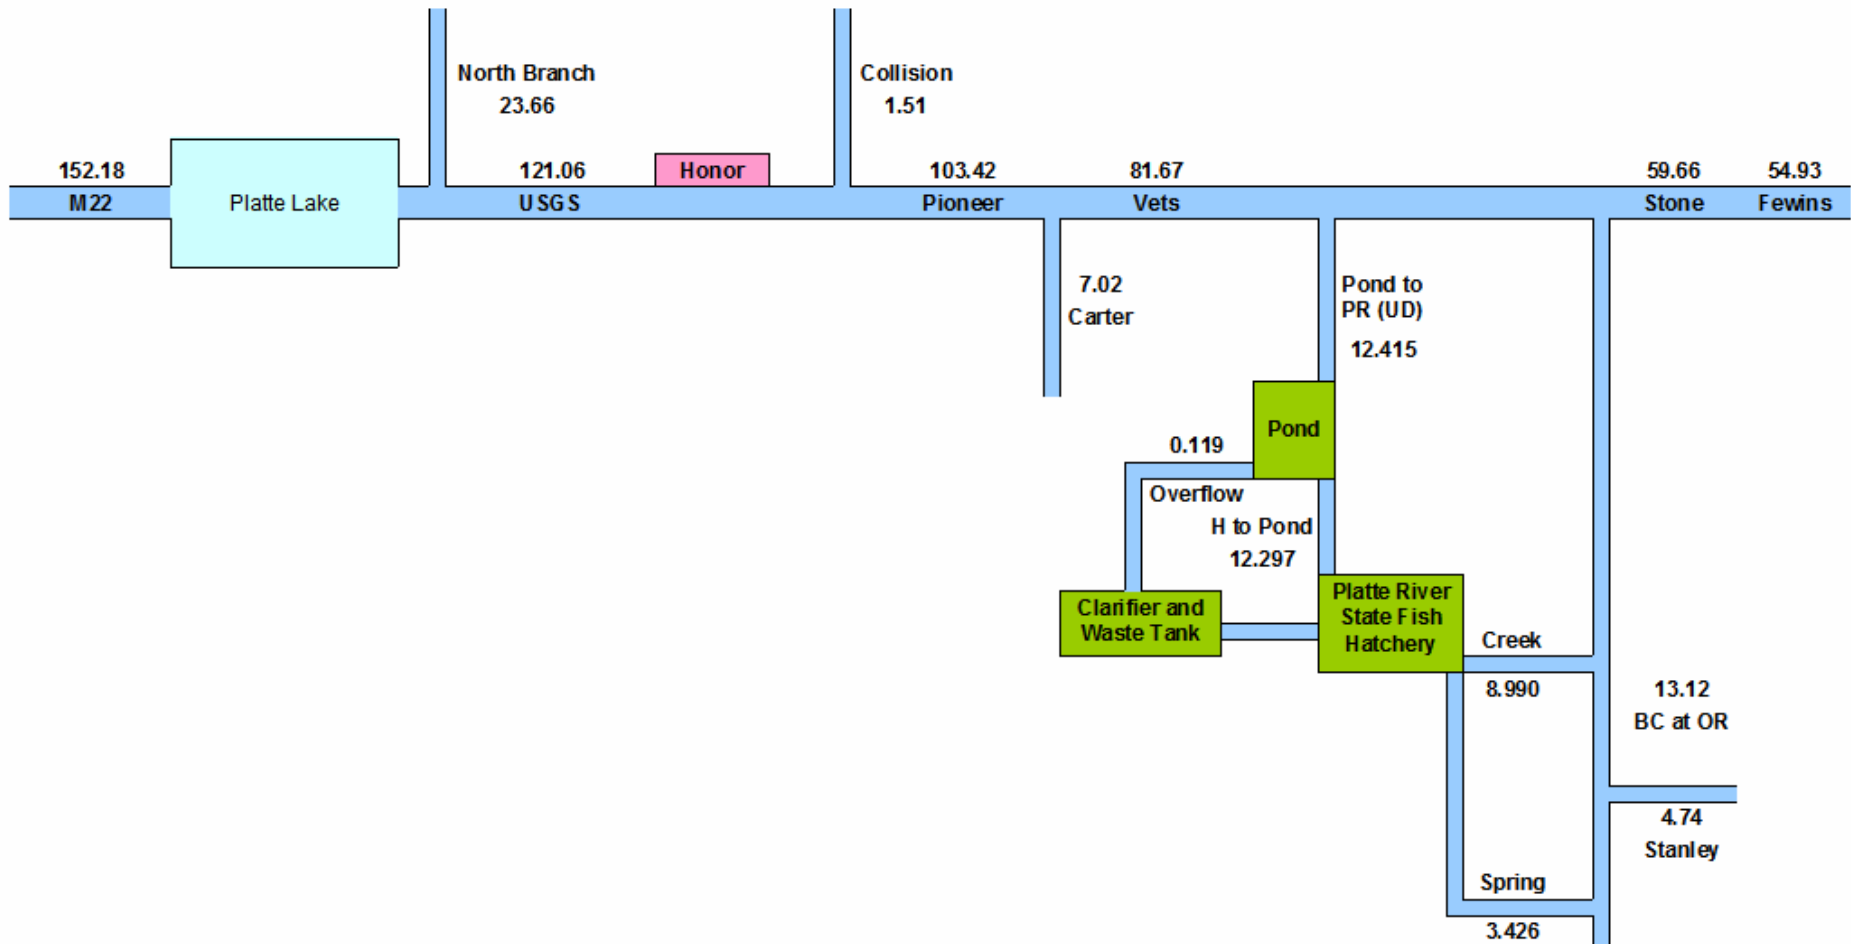 North Branch
23.66
Collision
1.51
152.18
M22
Platte Lake
121.06
USGS
Honor
103.42
Pioneer
81.67
Vets
59.66
Stone
54.93
Fewins
7.02
Carter
Pond to
PR (UD)
12.415
Pond
0.119
Overflow
H to Pond
12.297
Clarifier and
Waste Tank
Platte River
State Fish
Hatchery
Creek
8.990
13.12
BC at OR
4.74
Stanley
Spring
3.426